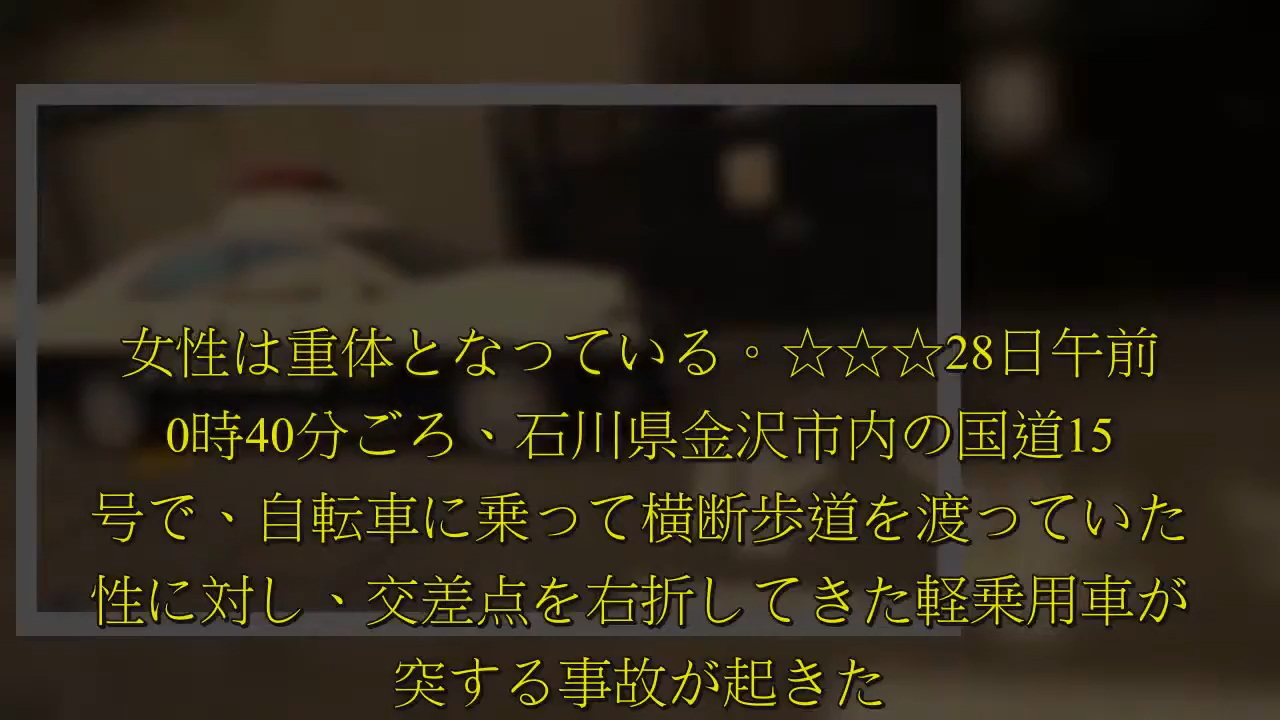 女性は重体となっている。☆☆☆28日午前
0時40分ごろ、石川県金沢市内の国道15
号で、自転車に乗って横断歩道を渡っていた
性に対し、交差点を右折してきた軽乗用車が
突する事故が起きた